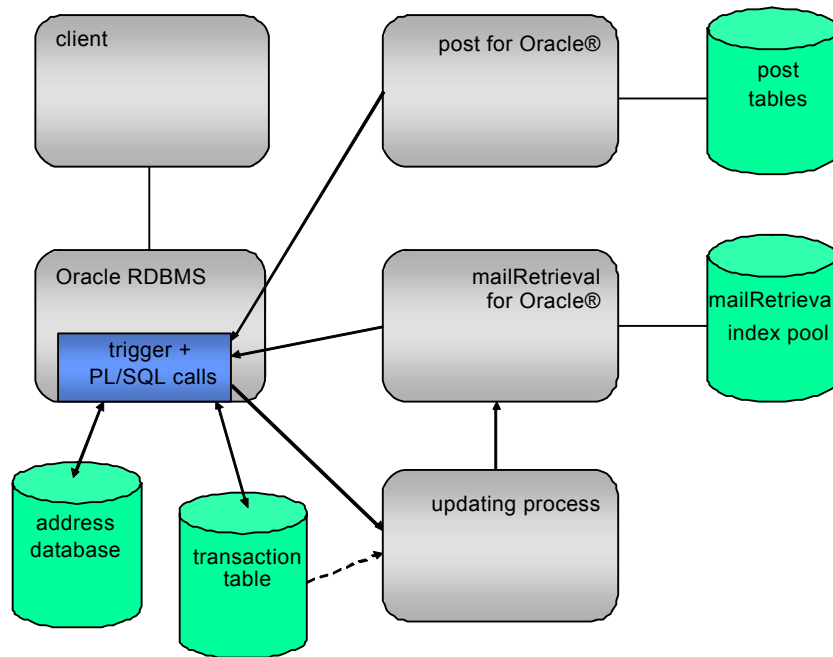 client
post for Oracle®
post
tables
Oracle RDBMS
trigger +
PL/SQL calls
mailRetrieval
for Oracle®
mailRetrieva
index pool
address
database
transaction
table
updating process